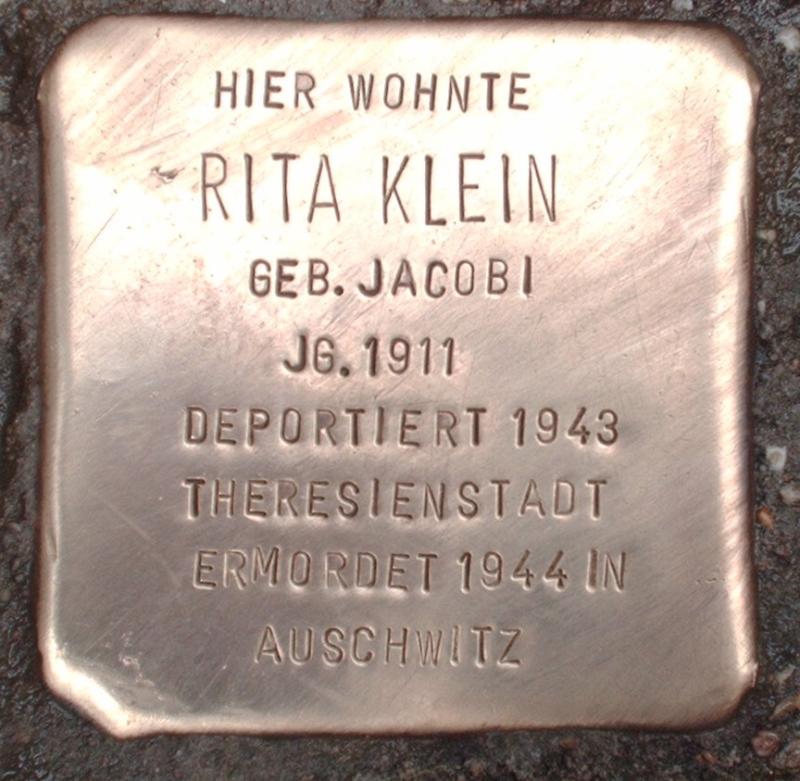 HIER WOHNTE
RITA KLEIN
GEB. JACOBI
JG. 1911
DEPORTIERT 1943
THERESIENSTADT
ERMORDET 1944 IN
AUSCHWITZ